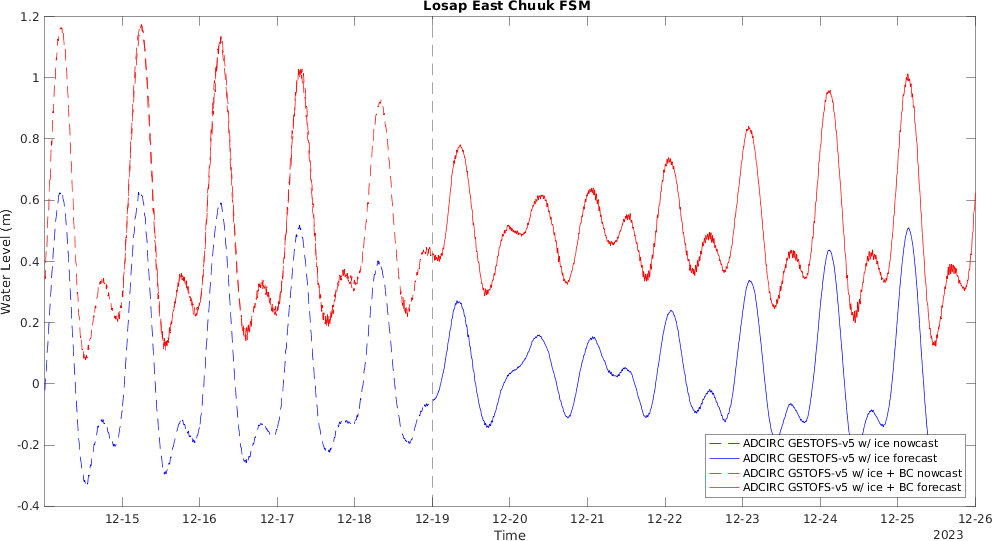 Losap East Chuuk FSM
1.2
1
0.8
0.6
0.4
0.2
0
-0.2
-0.4
Water Level (m)
ADCIRC GESTOFS-v5 w/ ice nowcast
ADCIRC GESTOFS-v5 w/ ice forecast
ADCIRC GSTOFS-v5 w/ ice + BC nowcast
ADCIRC GSTOFS-v5 w/ ice + BC forecast
12-15 12-16 12-17 12-18 12-19 12-20 12-21 12-22 12-23 12-24 12-25 12-26
Time
2023